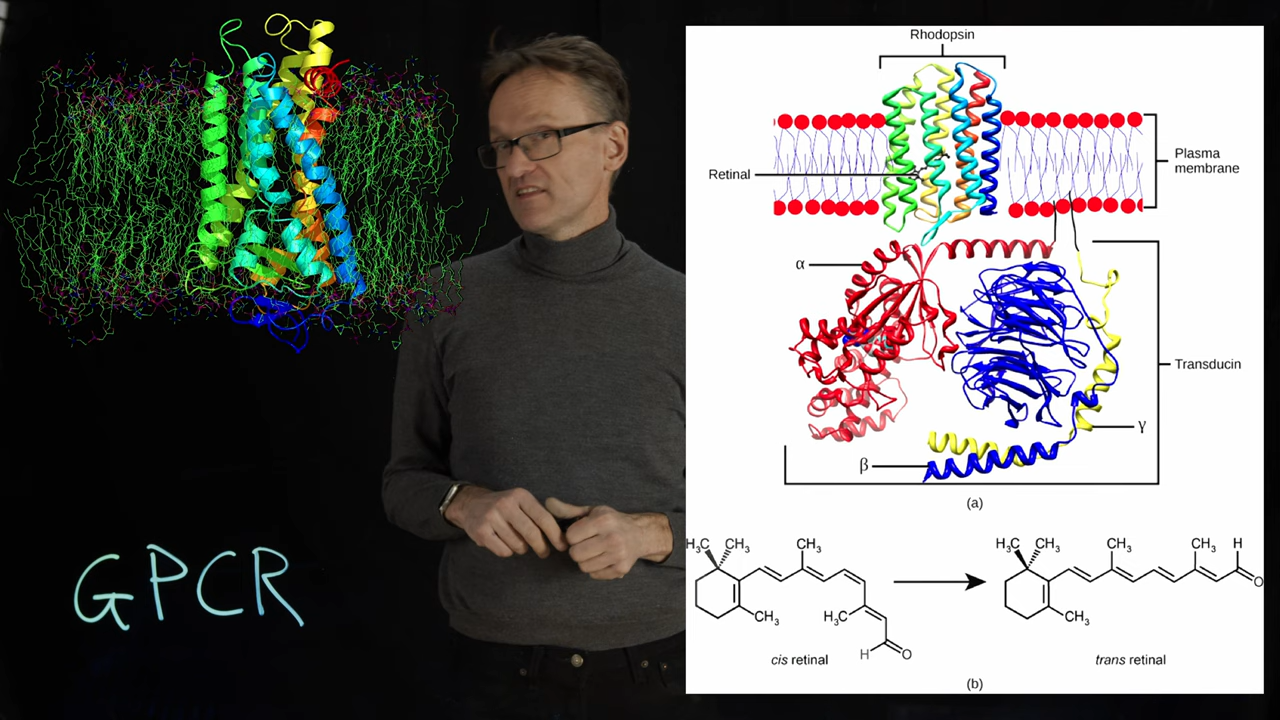 GPCR
Rhodopsin
Retinal
Plasma
membrane
α
Transducin
γ
β
(a)
H₃C CH₃ CH₃
CH₃ H₃C
H O
cis retinal
H₃C CH₃ CH₃ CH₃ H
O
CH₃
trans retinal
(b)